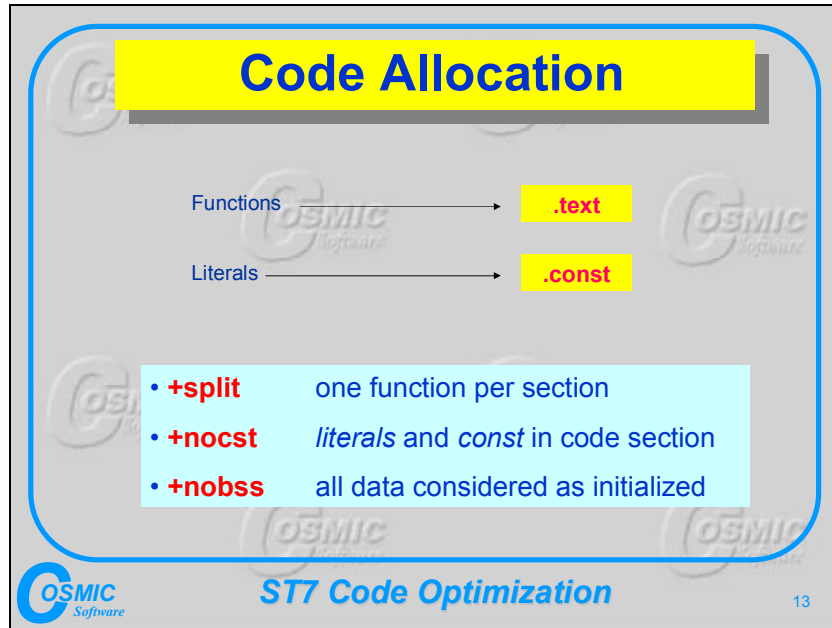 Code Allocation
Functions .text
Literals .const
• +split one function per section
• +nocst literals and const in code section
• +nobss all data considered as initialized
COSMIC
Software
ST7 Code Optimization
13